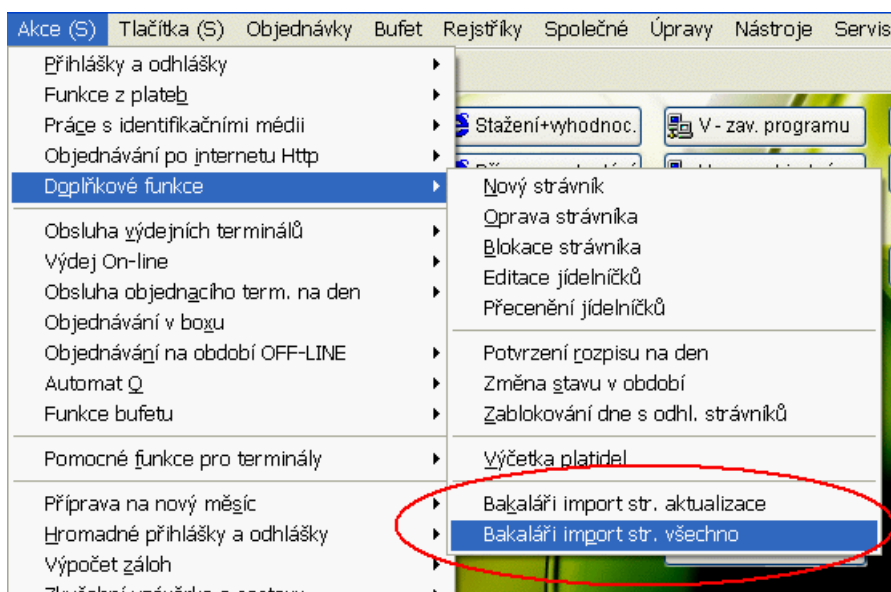 Akce (S) Tlačítka (S) Objednávky Bufet Rejstříky Společné Úpravy Nástroje Servis
Přihlášky a odhlášky
Funkce z plateb
Práce s identifikačními médii
Objednávání po internetu Http
Doplňkové funkce
Obsluha výdejních terminálů
Výdej On-line
Obsluha objednacího term. na den
Objednávání v boxu
Objednávání na období OFF-LINE
Automat Q
Funkce bufetu
Pomocné funkce pro terminály
Příprava na nový měsíc
Hromadné přihlášky a odhlášky
Výpočet záloh
Stažení+vyhodnoc. V - zav. programu
Nový strávník
Oprava strávníka
Blokace strávníka
Editace jídelníčků
Přecenění jídelníčků
Potvrzení rozpisu na den
Změna stavu v období
Zablokování dne s odhl. strávníků
Výčetka platidel
Bakaláři import str. aktualizace
Bakaláři import str. všechno